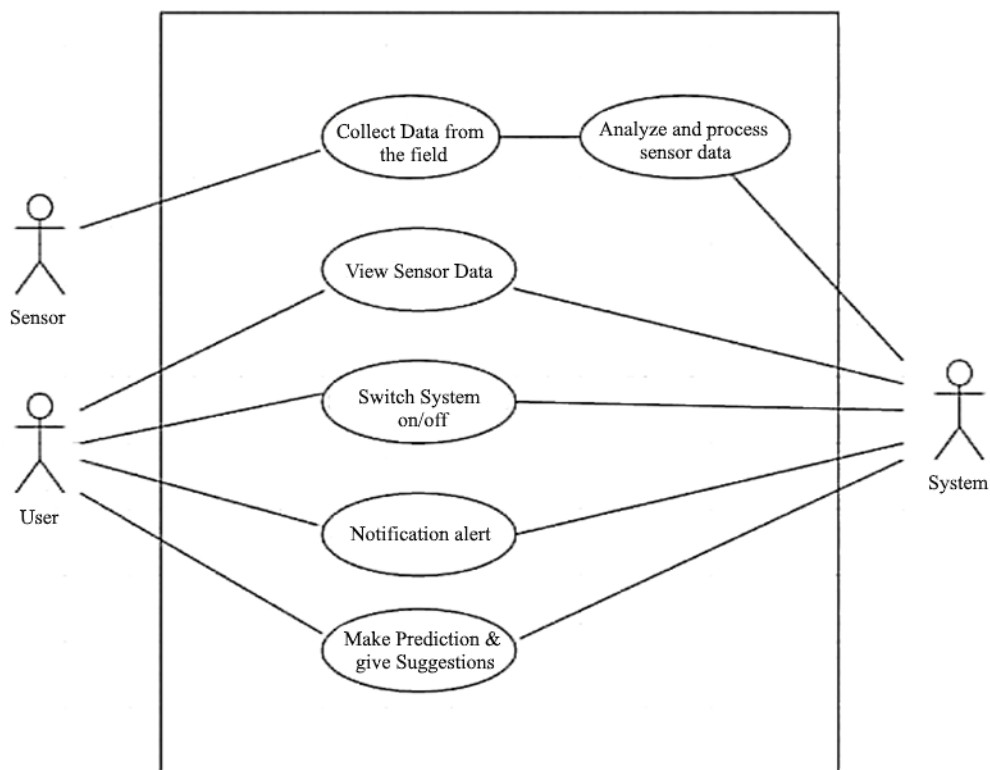 Collect Data from
the field
Analyze and process
sensor data
Sensor
View Sensor Data
Switch System
on/off
System
User
Notification alert
Make Prediction &
give Suggestions